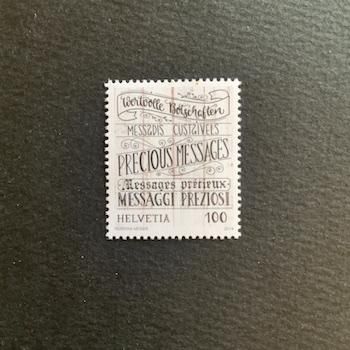 Wertvolle Botschaften
MESSADIS CUSTAIVELS
PRECIOUS MESSAGES
Messages précieux
MESSAGGI PREZIOSI
HELVETIA 100